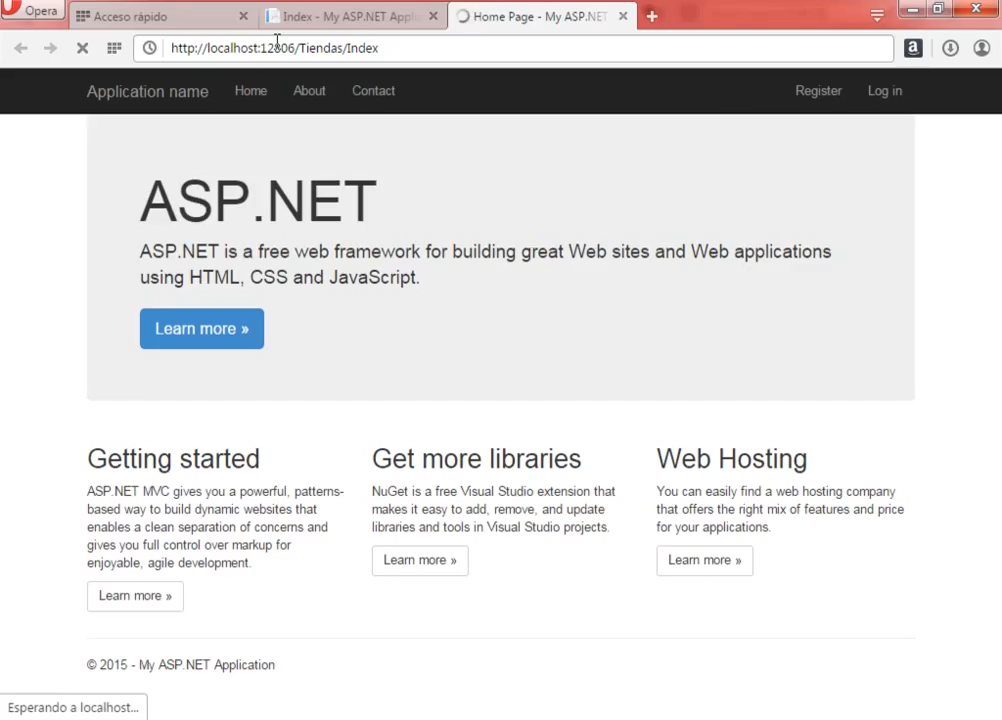 Opera
Acceso rápido
Index - My ASP.NET Appli
Home Page - My ASP.NET
http://localhost:12806/Tiendas/Index
Application name Home About Contact Register Log in
ASP.NET
ASP.NET is a free web framework for building great Web sites and Web applications
using HTML, CSS and JavaScript.
Learn more »
Getting started
ASP.NET MVC gives you a powerful, patterns-
based way to build dynamic websites that
enables a clean separation of concerns and
gives you full control over markup for
enjoyable, agile development.
Learn more »
Get more libraries
NuGet is a free Visual Studio extension that
makes it easy to add, remove, and update
libraries and tools in Visual Studio projects.
Learn more »
Web Hosting
You can easily find a web hosting company
that offers the right mix of features and price
for your applications.
Learn more »
© 2015 - My ASP.NET Application
Esperando a localhost...